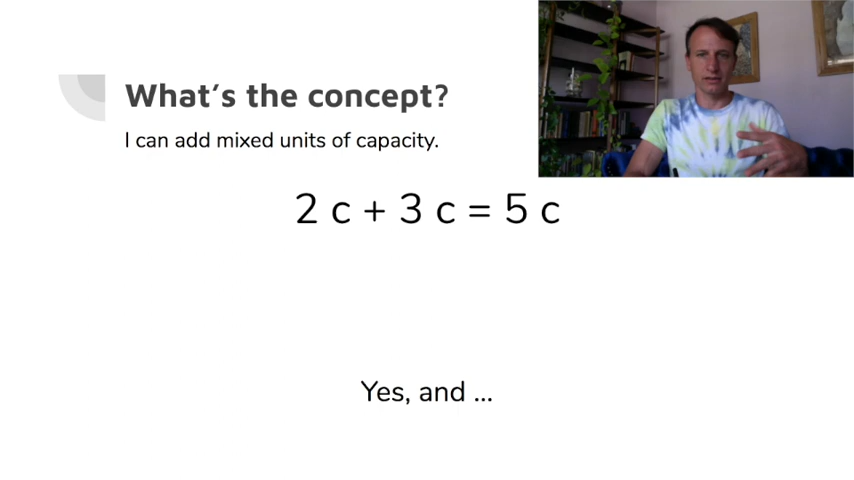 What's the concept?
I can add mixed units of capacity.
2 c + 3 c = 5 c
Yes, and ...